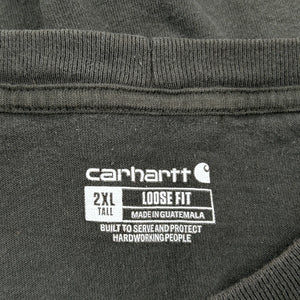 carhartt
2XL TALL
LOOSE FIT
MADE IN GUATEMALA
BUILT TO SERVE AND PROTECT
HARDWORKING PEOPLE